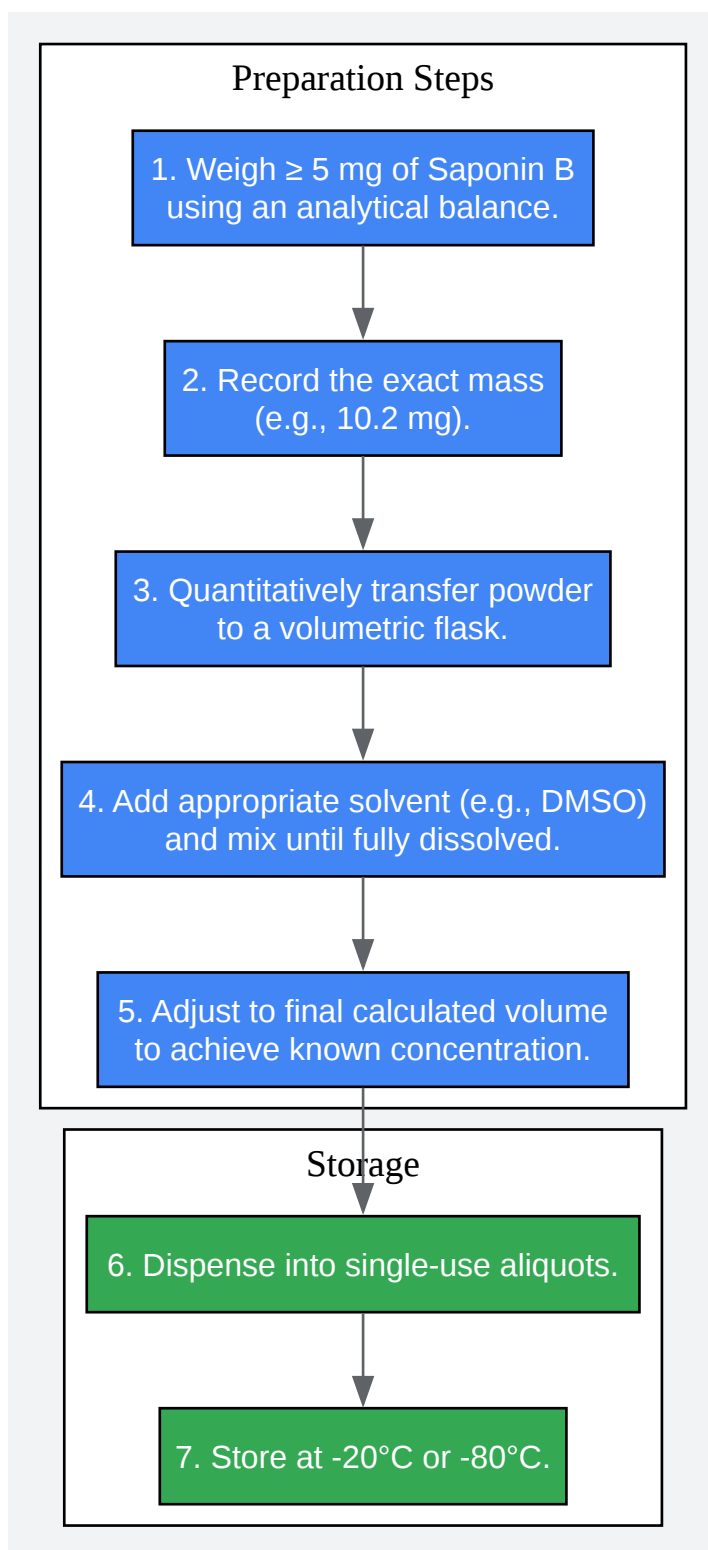 Preparation Steps
1. Weigh ≥ 5 mg of Saponin B
using an analytical balance.
2. Record the exact mass
(e.g., 10.2 mg).
3. Quantitatively transfer powder
to a volumetric flask.
4. Add appropriate solvent (e.g., DMSO)
and mix until fully dissolved.
5. Adjust to final calculated volume
to achieve known concentration.
Storage
6. Dispense into single-use aliquots.
7. Store at -20°C or -80°C.